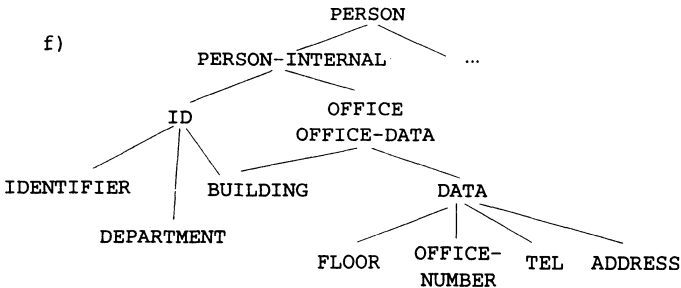 PERSON
f)
PERSON-INTERNAL ...
ID
OFFICE
OFFICE-DATA
IDENTIFIER BUILDING DATA
DEPARTMENT
FLOOR OFFICE- TEL ADDRESS
NUMBER